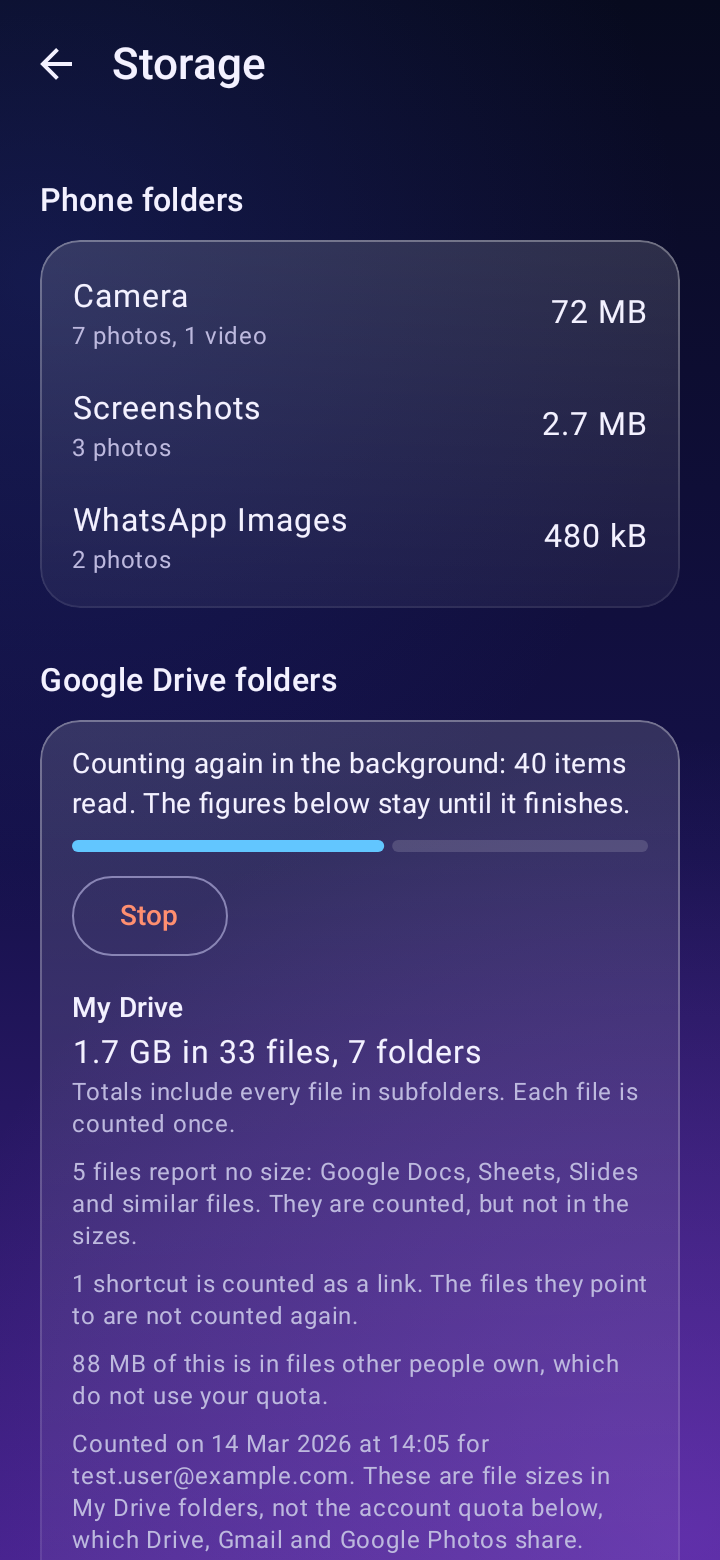 Storage
Phone folders
Camera
7 photos, 1 video
72 MB
Screenshots
3 photos
2.7 MB
WhatsApp Images
2 photos
480 kB
Google Drive folders
Counting again in the background: 40 items
read. The figures below stay until it finishes.
Stop
My Drive
1.7 GB in 33 files, 7 folders
Totals include every file in subfolders. Each file is
counted once.
5 files report no size: Google Docs, Sheets, Slides
and similar files. They are counted, but not in the
sizes.
1 shortcut is counted as a link. The files they point
to are not counted again.
88 MB of this is in files other people own, which
do not use your quota.
Counted on 14 Mar 2026 at 14:05 for
test.user@example.com. These are file sizes in
My Drive folders, not the account quota below,
which Drive, Gmail and Google Photos share.